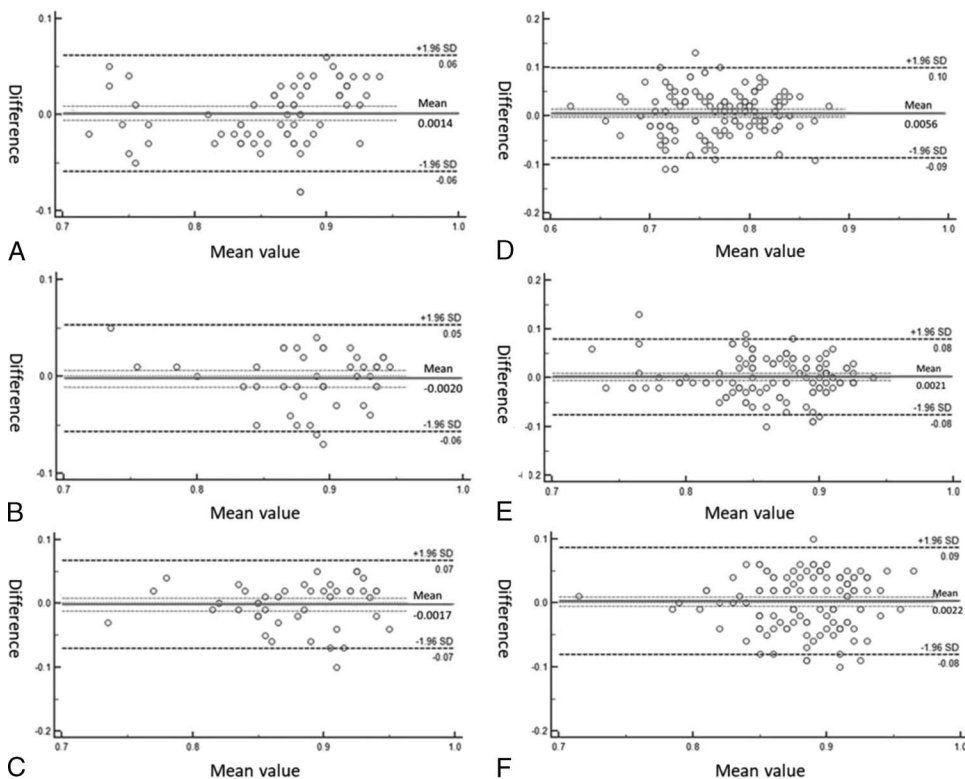 0.1
+1.96 SD
0.06
Difference
0.0
Mean
0.0014
-1.96 SD
-0.06
-0.1
0.7
0.8
0.9
1.0
Mean value
A
0.1
+1.96 SD
0.05
Difference
0.0
Mean
-0.0020
-1.96 SD
-0.06
-0.1
0.7
0.8
0.9
1.0
Mean value
B
0.1
+1.96 SD
0.07
Difference
0.0
Mean
-0.0017
-1.96 SD
-0.07
-0.1
-0.2
0.7
0.8
0.9
1.0
Mean value
C
0.2
+1.96 SD
0.10
0.1
Difference
0.0
Mean
0.0056
-1.96 SD
-0.09
-0.1
-0.2
0.6
0.7
0.8
0.9
1.0
Mean value
D
0.2
0.1
+1.96 SD
0.08
Difference
0.0
Mean
0.0021
-1.96 SD
-0.08
-0.1
- 0.2
0.7
0.8
0.9
1.0
Mean value
E
0.1
+1.96 SD
0.09
Difference
0.0
Mean
0.0022
-1.96 SD
-0.08
-0.1
-0.2
0.7
0.8
0.9
1.0
Mean value
F